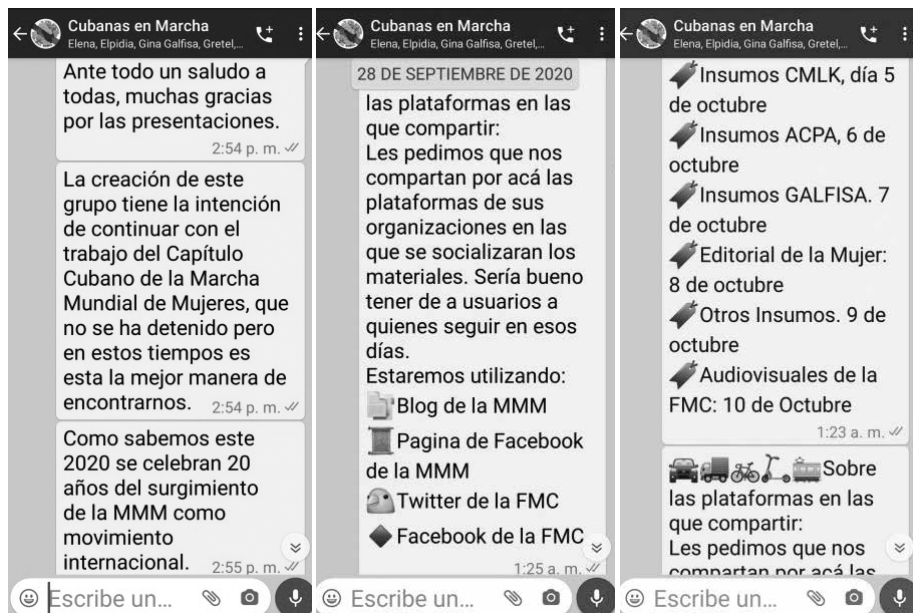 Cubanas en Marcha
Elena, Elpidia, Gina Galfisa, Gretel,...
Ante todo un saludo a
todas, muchas gracias
por las presentaciones.
2:54 p. m.
La creación de este
grupo tiene la intención
de continuar con el
trabajo del Capítulo
Cubano de la Marcha
Mundial de Mujeres, que
no se ha detenido pero
en estos tiempos es
esta la mejor manera de
encontrarnos. 2:54 p. m.
Como sabemos este
2020 se celebran 20
años del surgimiento
de la MMM como
movimiento
internacional. 2:55 p. m.
Escribe un...
Cubanas en Marcha
Elena, Elpidia, Gina Galfisa, Gretel,...
28 DE SEPTIEMBRE DE 2020
las plataformas en las
que compartir:
Les pedimos que nos
compartan por acá las
plataformas de sus
organizaciones en las
que se socializaran los
materiales. Sería bueno
tener de a usuarios a
quienes seguir en esos
días.
Estaremos utilizando:
Blog de la MMM
Pagina de Facebook
de la MMM
Twitter de la FMC
Facebook de la FMC
1:25 a. m.
Escribe un...
Cubanas en Marcha
Elena, Elpidia, Gina Galfisa, Gretel,...
Insumos CMLK, día 5
de octubre
Insumos ACPA, 6 de
octubre
Insumos GALFISA. 7
de octubre
Editorial de la Mujer:
8 de octubre
Otros Insumos. 9 de
octubre
Audiovisuales de la
FMC: 10 de Octubre
1:23 a. m.
Sobre
las plataformas en las
que compartir:
Les pedimos que nos
compartan por acá las
Escribe un...